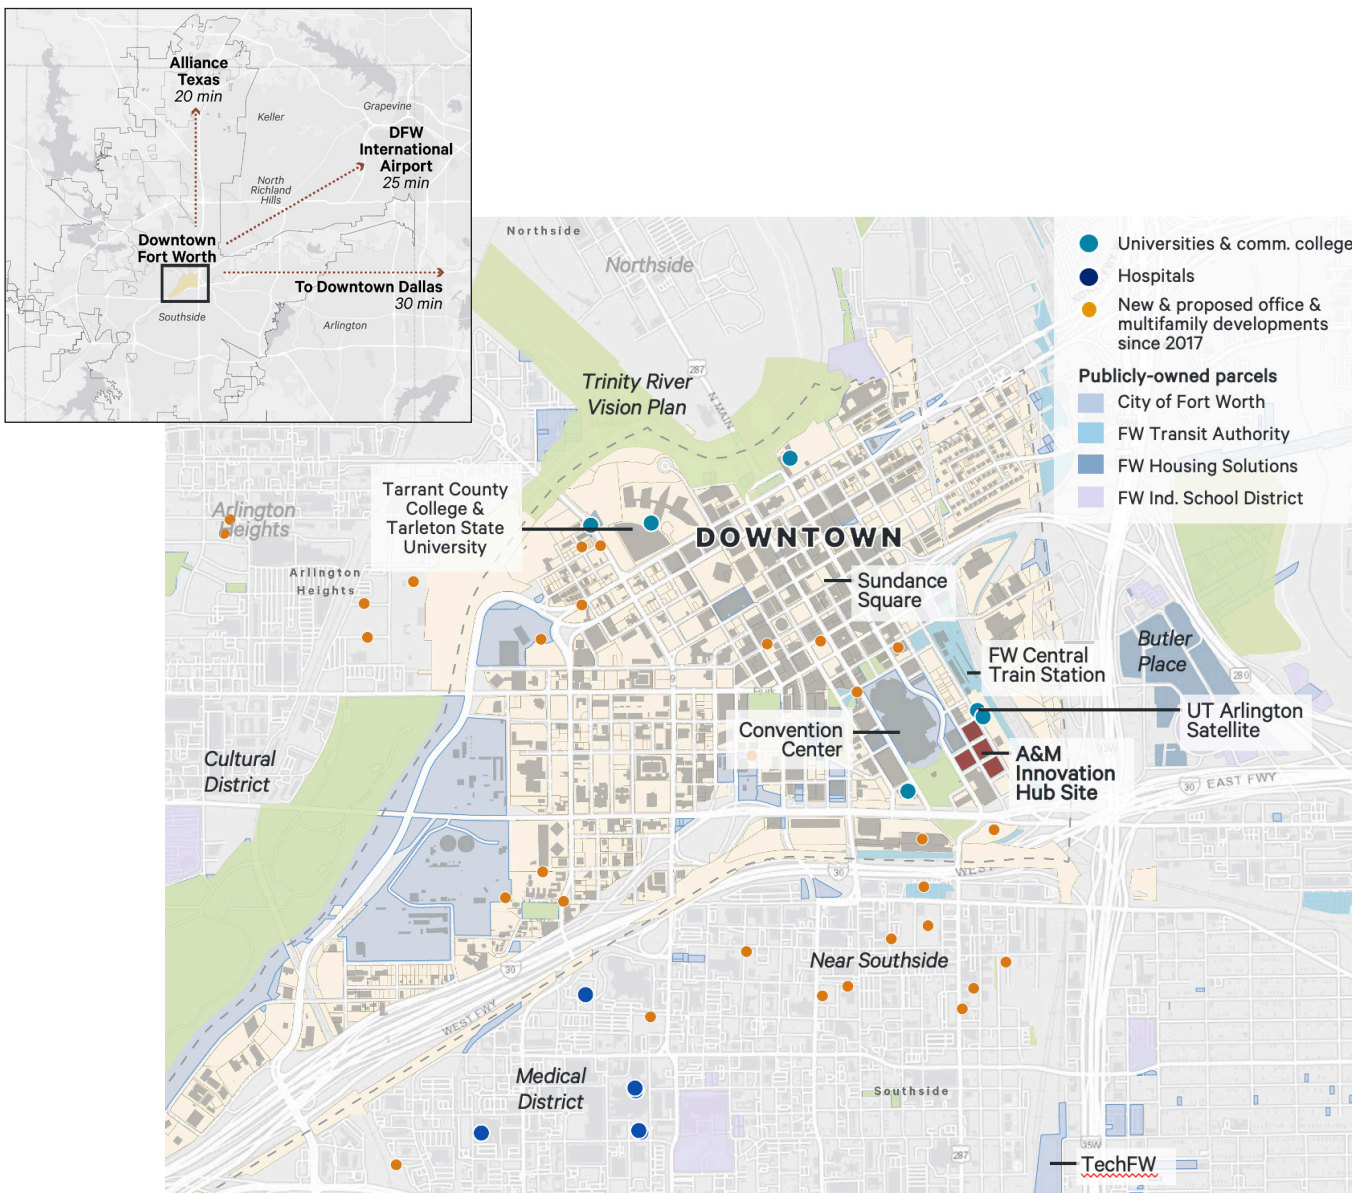 Alliance
Texas
20 min
Keller
Grapevine
DFW
International
Airport
25 min
North
Richland
Hills
Downtown
Fort Worth
To Downtown Dallas
30 min
Southside
Arlington
Northside
Northside
Universities & comm. college
Hospitals
New & proposed office &
multifamily developments
since 2017
Publicly-owned parcels
City of Fort Worth
FW Transit Authority
FW Housing Solutions
FW Ind. School District
287
N MAIN
Trinity River
Vision Plan
Tarrant County
College &
Tarleton State
University
Arlington
Heights
Arlington
Heights
DOWNTOWN
Sundance
Square
FW Central
Train Station
Butler
Place
280
UT Arlington
Satellite
Convention
Center
A&M
Innovation
Hub Site
Cultural
District
30
EAST FWY
30
WEST
30
WEST FWY
Near Southside
Medical
District
Southside
287
35W
TechFW